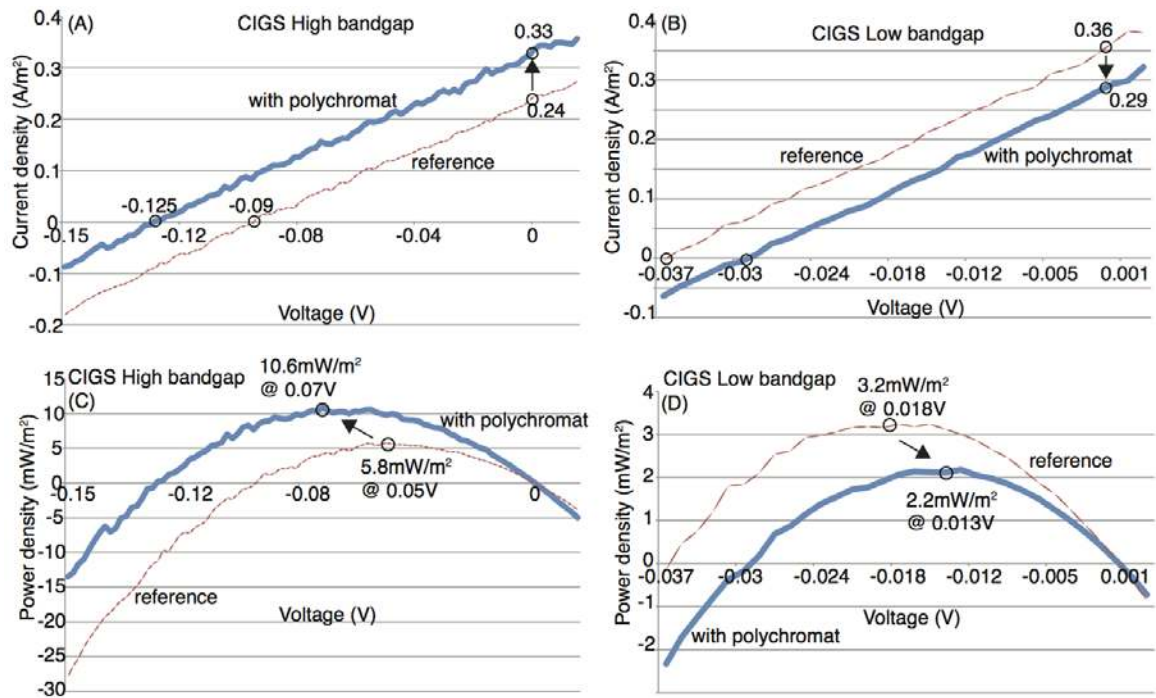 (A)
CIGS High bandgap
0.4
0.3
0.2
0.1
0
-0.1
-0.2
Current density (A/m²)
0.33
with polychromat
0.24
reference
-0.125
-0.09
-0.15
-0.12
-0.08
-0.04
0
Voltage (V)
(B)
CIGS Low bandgap
0.4
0.3
0.2
0.1
0
-0.1
Current density (A/m²)
0.36
0.29
reference
with polychromat
-0.037
-0.03
-0.024
-0.018
-0.012
-0.005
0.001
Voltage (V)
CIGS High bandgap
(C)
15
10
5
0
-5
-10
-15
-20
-25
-30
Power density (mW/m²)
10.6mW/m²
@ 0.07V
with polychromat
5.8mW/m²
@ 0.05V
-0.15
-0.12
-0.08
-0.04
0
reference
Voltage (V)
CIGS Low bandgap
(D)
4
3
2
1
0
-1
-2
Power density (mW/m²)
3.2mW/m²
@ 0.018V
reference
2.2mW/m²
@ 0.013V
-0.037
-0.03
-0.024
-0.018
-0.012
-0.005
0.001
Voltage (V)
with polychromat